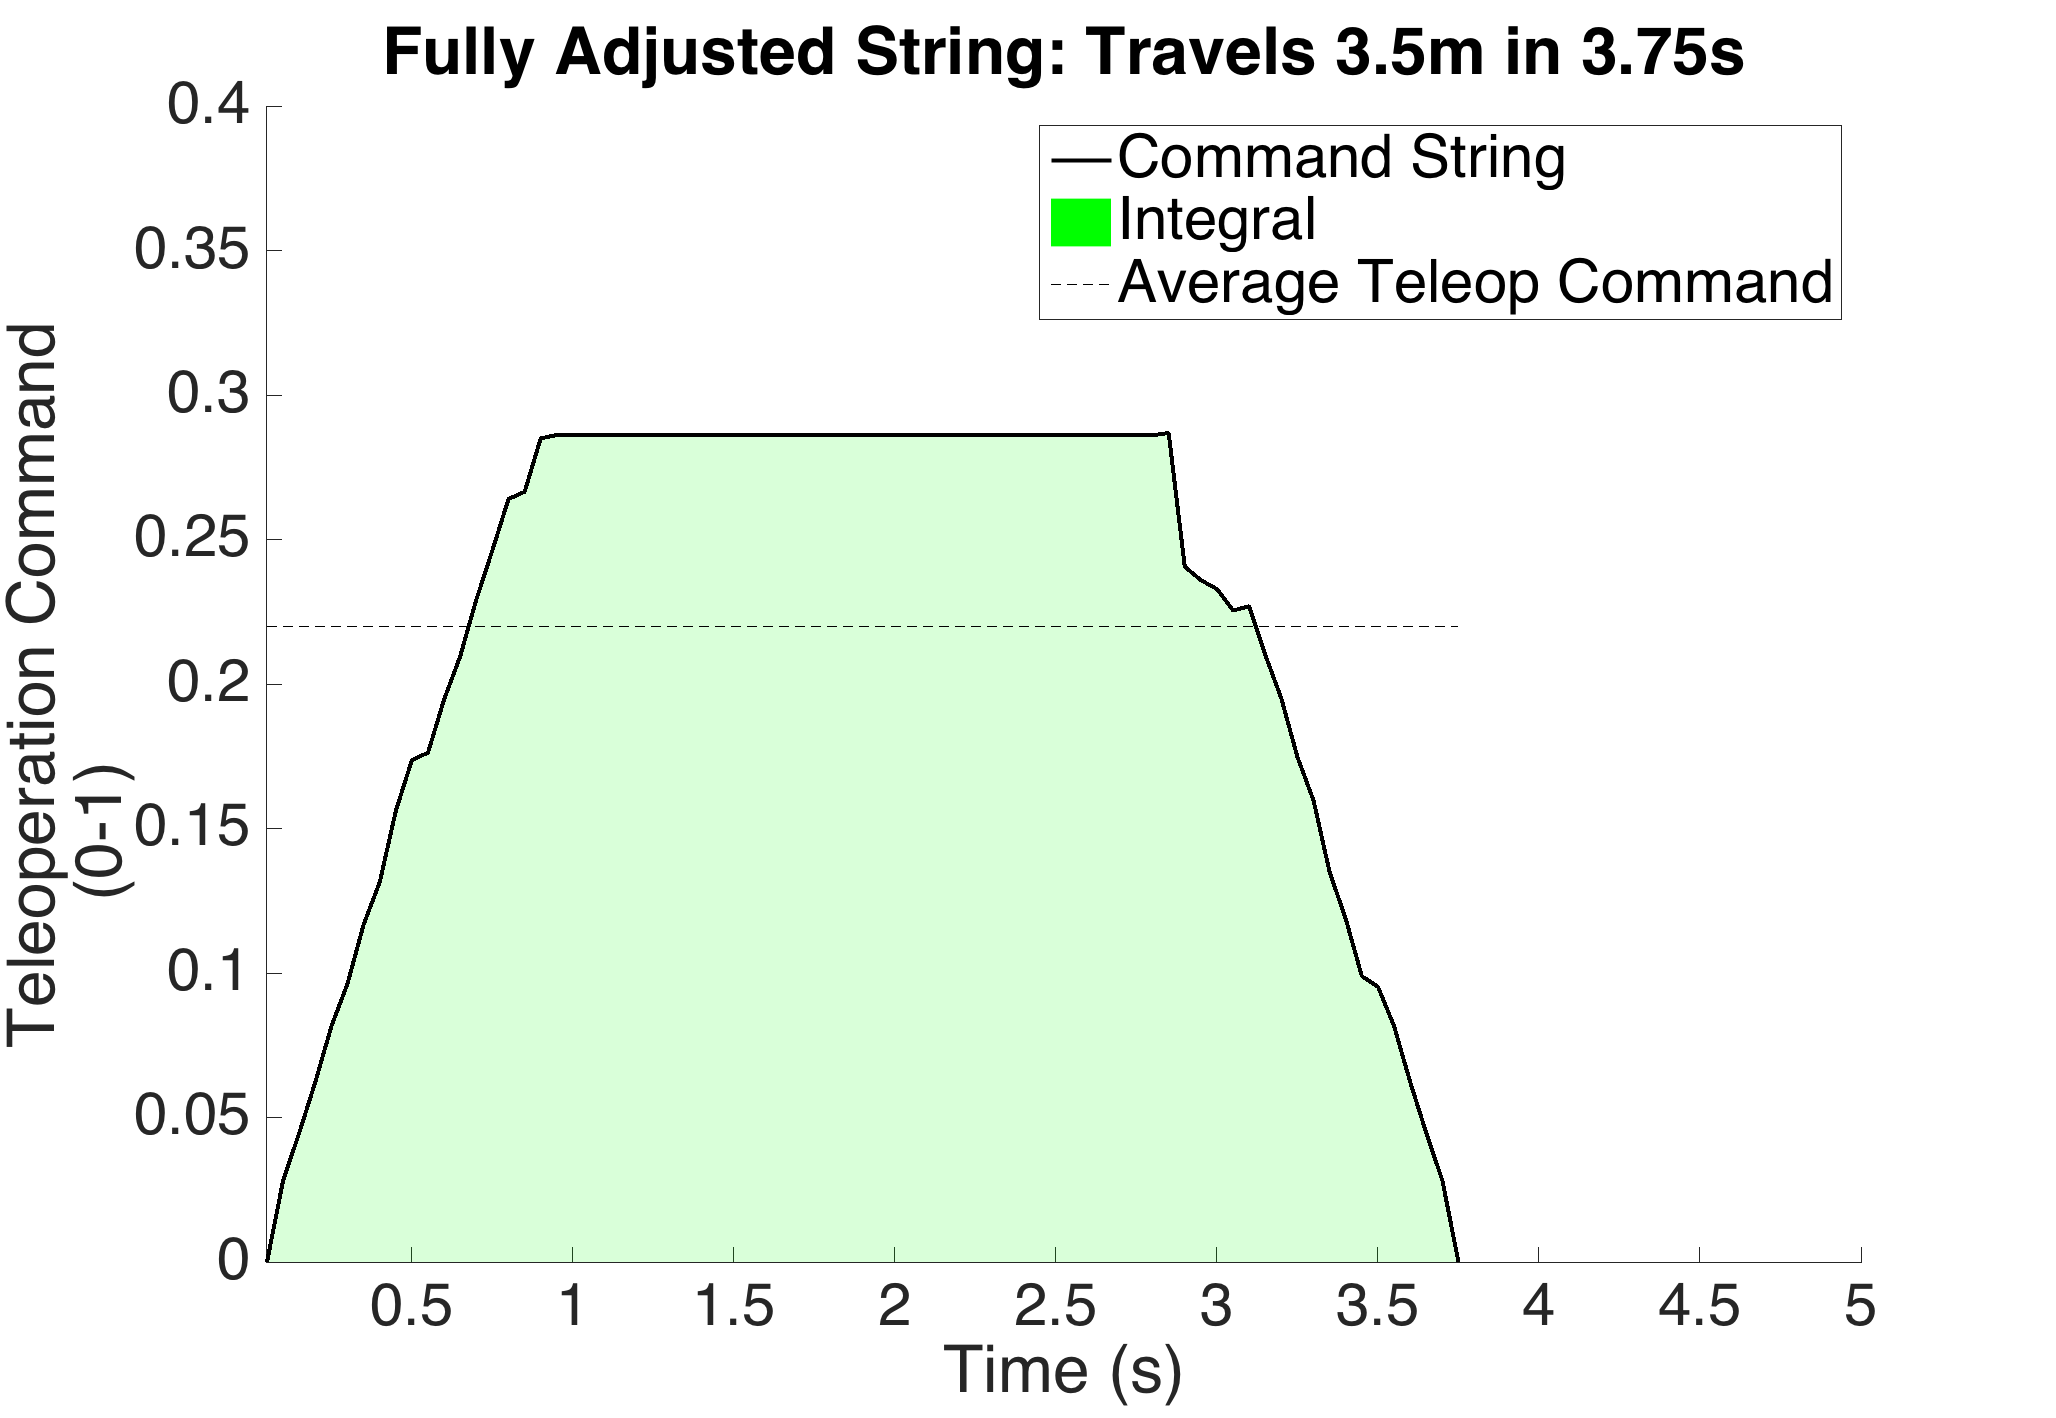 Fully Adjusted String: Travels 3.5m in 3.75s
Command String
Integral
Average Teleop Command
Teleoperation Command
(0-1)
0.4
0.35
0.3
0.25
0.2
0.15
0.1
0.05
0
0.5 1 1.5 2 2.5 3 3.5 4 4.5 5
Time (s)